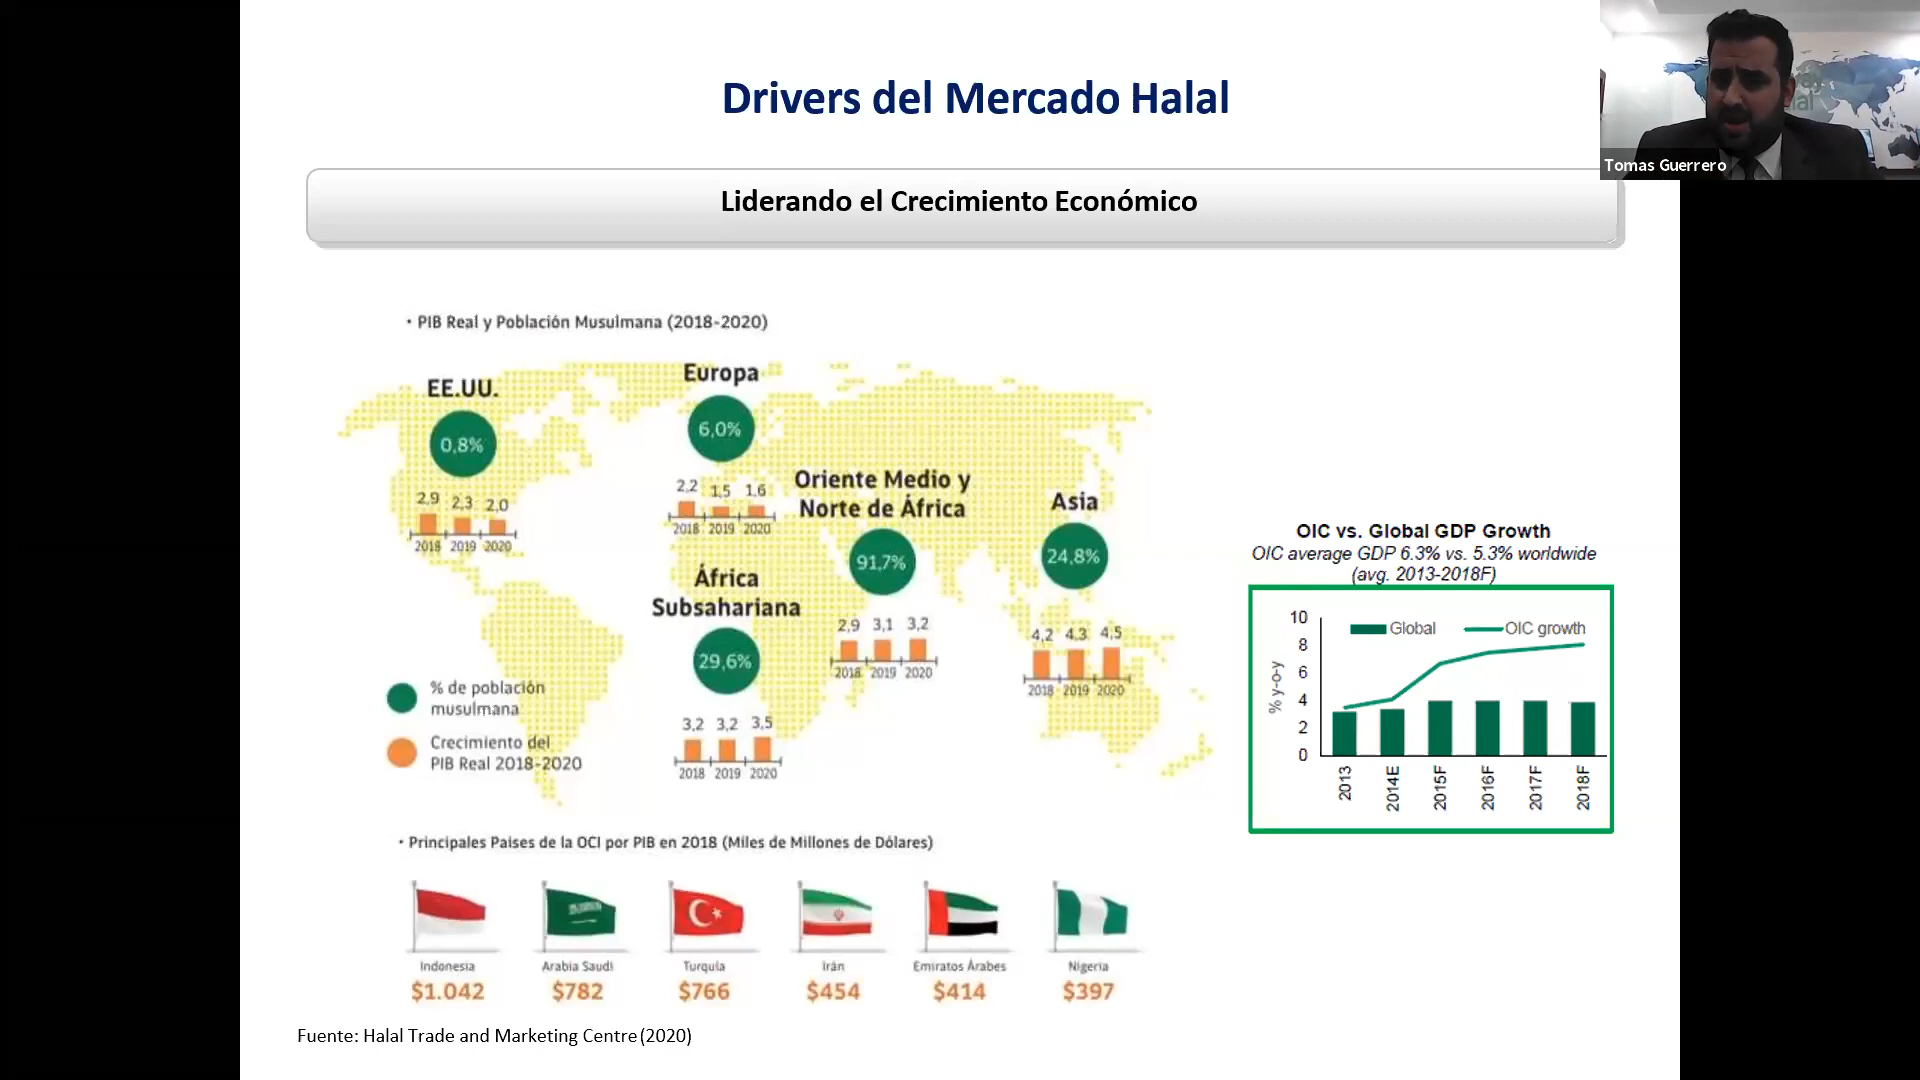 Drivers del Mercado Halal
Tomas Guerrero
Liderando el Crecimiento Económico
• PIB Real y Población Musulmana (2018-2020)
EE.UU.
0,8%
2,9 2,3 2,0
2018 2019 2020
Europa
6,0%
2,2 1,5 1,6
2018 2019 2020
Oriente Medio y
Norte de África
91,7%
2,9 3,1 3,2
2018 2019 2020
Asia
24,8%
4,2 4,3 4,5
2018 2019 2020
África
Subsahariana
29,6%
3,2 3,2 3,5
2018 2019 2020
% de población
musulmana
Crecimiento del
PIB Real 2018-2020
OIC vs. Global GDP Growth
OIC average GDP 6.3% vs. 5.3% worldwide
(avg. 2013-2018F)
Global OIC growth
% y-o-y
10
8
6
4
2
0
2013 2014E 2015F 2016F 2017F 2018F
• Principales Países de la OCI por PIB en 2018 (Miles de Millones de Dólares)
Indonesia Arabia Saudí Turquía Irán Emiratos Árabes Nigeria
$1.042 $782 $766 $454 $414 $397
Fuente: Halal Trade and Marketing Centre (2020)